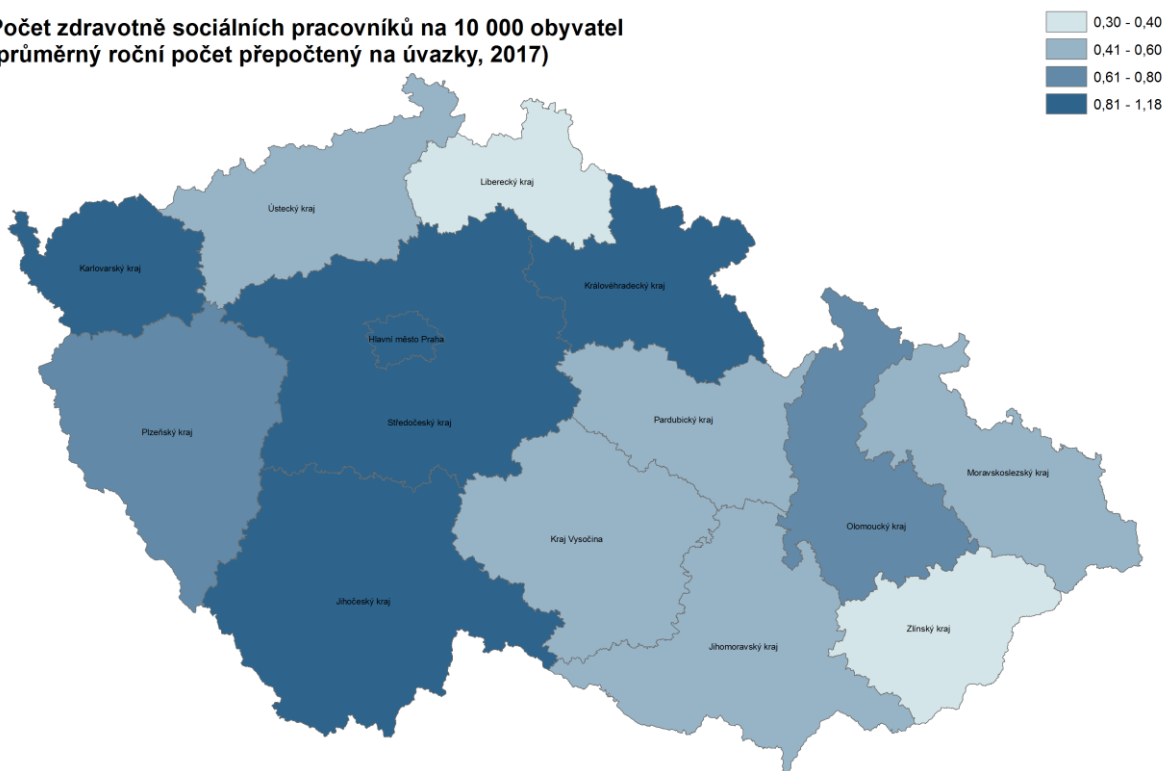 Počet zdravotně sociálních pracovníků na 10 000 obyvatel
(průměrný roční počet přepočtený na úvazky, 2017)
0,30 - 0,40
0,41 - 0,60
0,61 - 0,80
0,81 - 1,18
Liberecký kraj
Ústecký kraj
Karlovarský kraj
Královéhradecký kraj
Hlavní město Praha
Středočeský kraj
Pardubický kraj
Plzeňský kraj
Moravskoslezský kraj
Olomoucký kraj
Kraj Vysočina
Jihočeský kraj
Zlínský kraj
Jihomoravský kraj